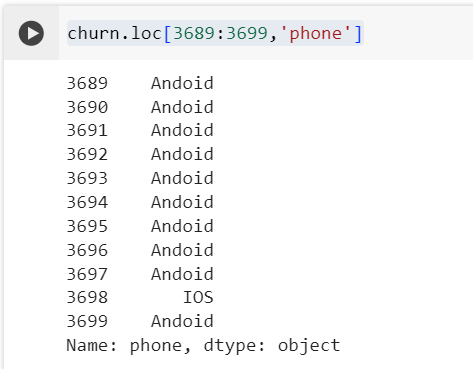 churn.loc[3689:3699,'phone']
3689    Andoid
3690    Andoid
3691    Andoid
3692    Andoid
3693    Andoid
3694    Andoid
3695    Andoid
3696    Andoid
3697    Andoid
3698       IOS
3699    Andoid
Name: phone, dtype: object